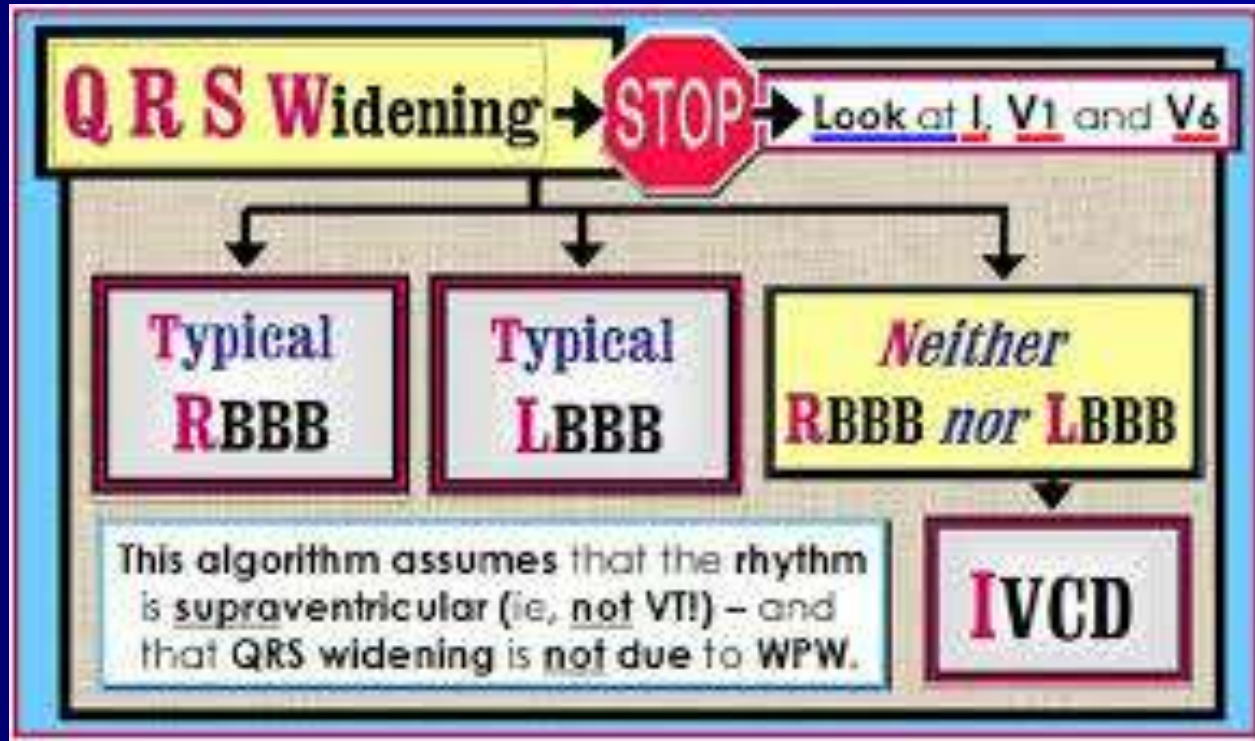 QRS Widening
STOP
Look at I, V1 and V6
Typical
RBBB
Typical
LBBB
Neither
RBBB nor LBBB
This algorithm assumes that the rhythm
is supraventricular (ie, not VT!) – and
that QRS widening is not due to WPW.
IVCD